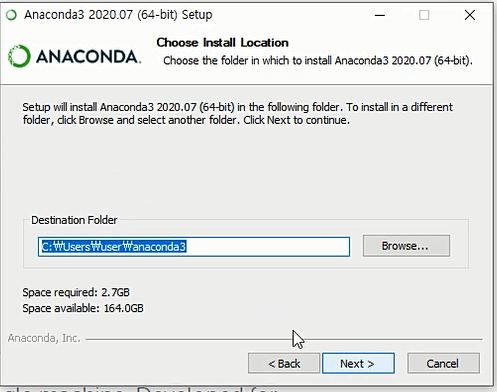 Anaconda3 2020.07 (64-bit) Setup
ANACONDA.
Choose Install Location
Choose the folder in which to install Anaconda3 2020.07 (64-bit).
Setup will install Anaconda3 2020.07 (64-bit) in the following folder. To install in a different
folder, click Browse and select another folder. Click Next to continue.
Destination Folder
C:₩Users₩user₩anaconda3
Browse...
Space required: 2.7GB
Space available: 164.0GB
Anaconda, Inc.
< Back
Next >
Cancel
machine. Developed for